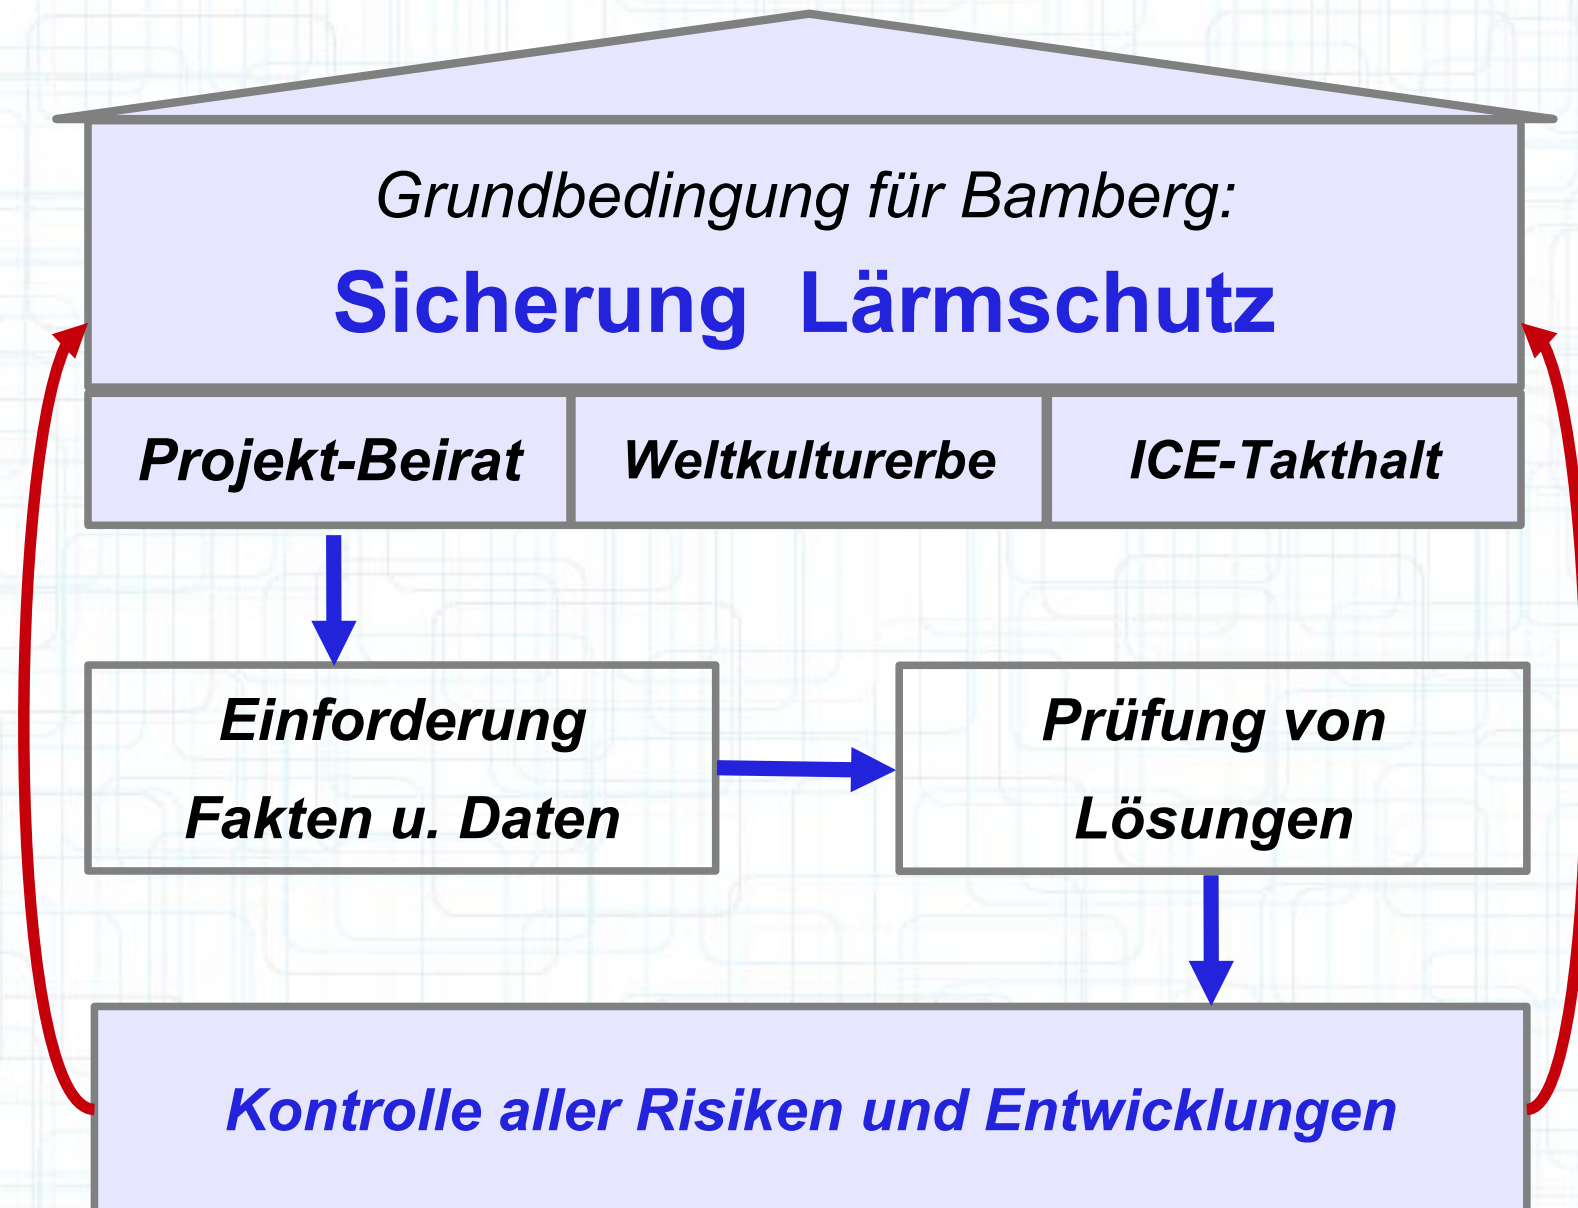 Grundbedingung für Bamberg:
Sicherung Lärmschutz
Projekt-Beirat
Weltkulturerbe
ICE-Takthalt
Einforderung
Fakten u. Daten
Prüfung von
Lösungen
Kontrolle aller Risiken und Entwicklungen